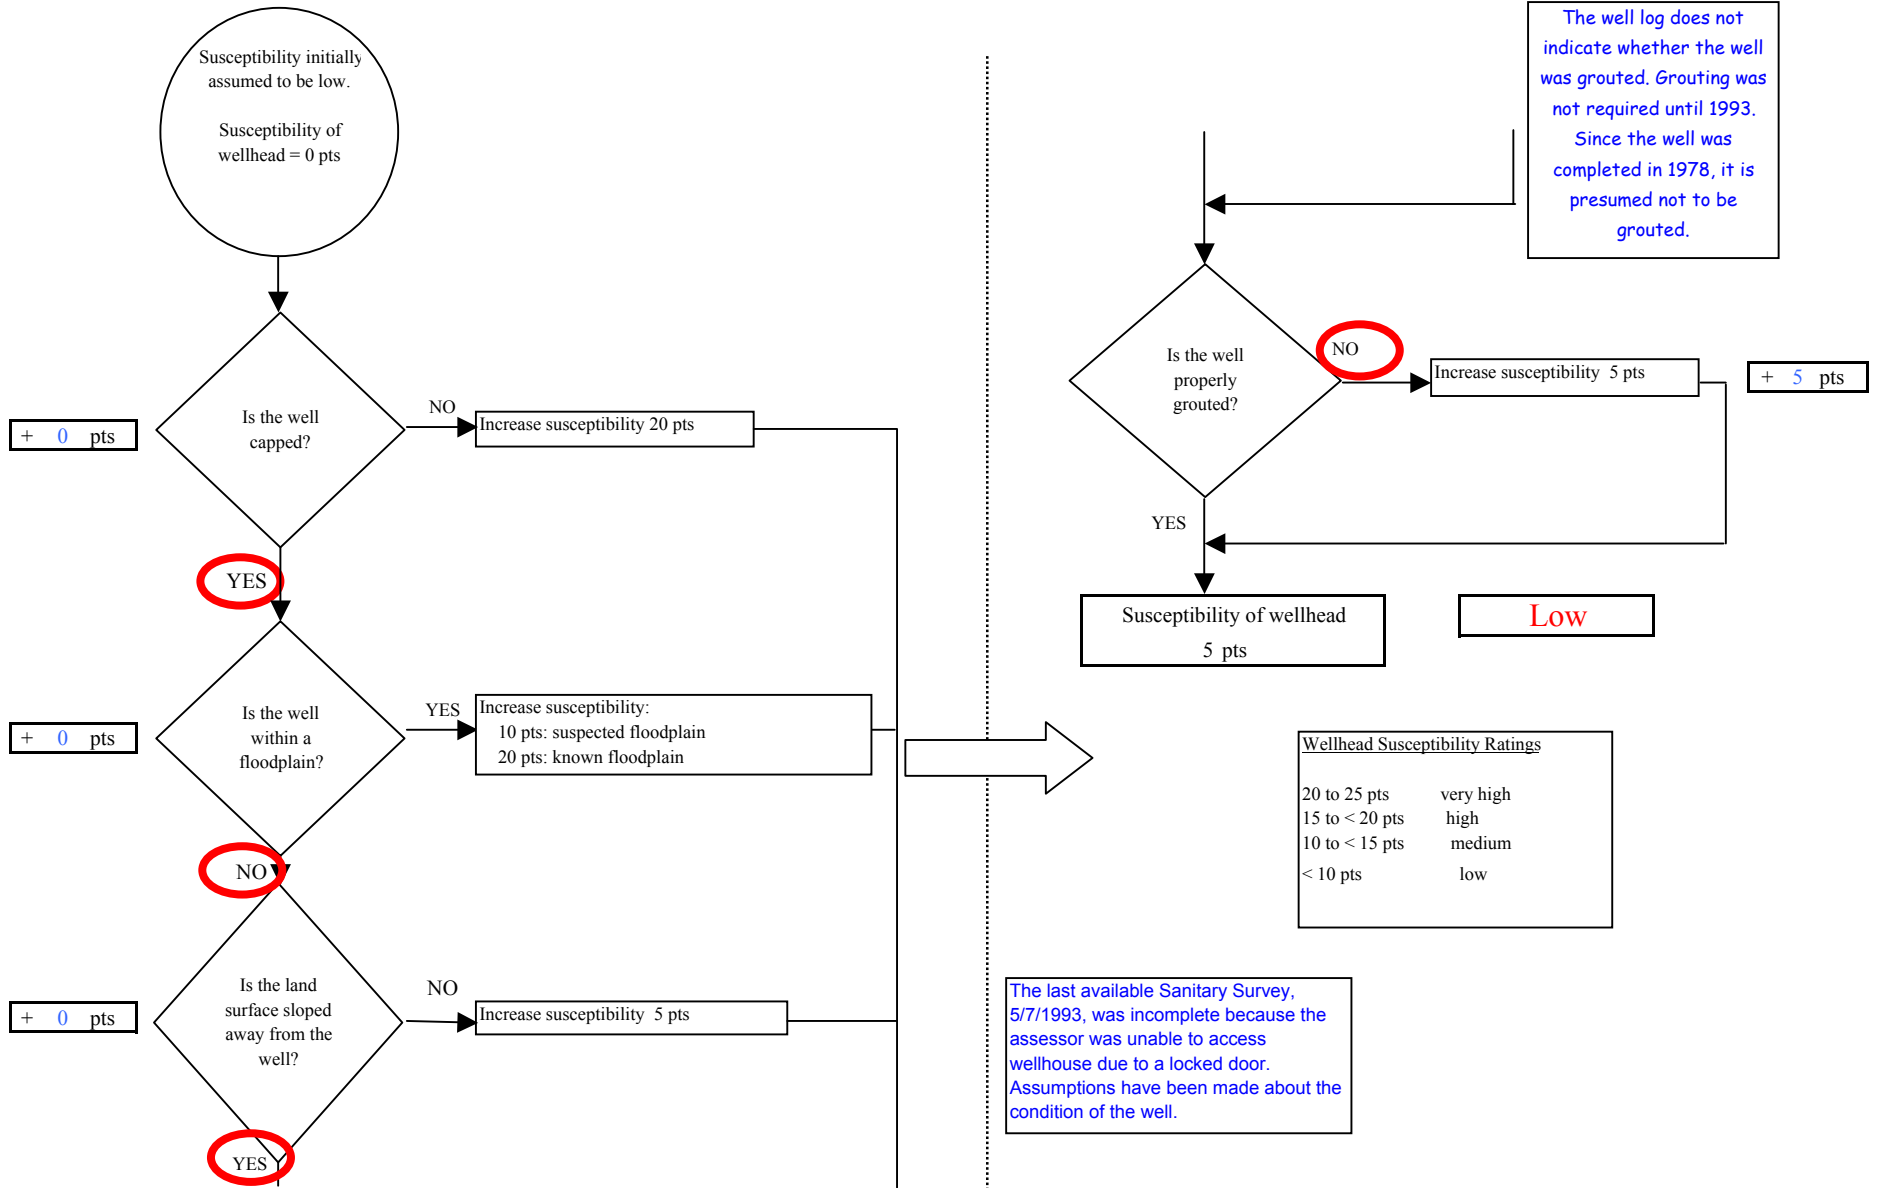 Susceptibility initially
assumed to be low.
Susceptibility of
wellhead = 0 pts
Is the well
capped?
NO
Increase susceptibility 20 pts
+ 0 pts
YES
Is the well
within a
floodplain?
YES
Increase susceptibility:
10 pts: suspected floodplain
20 pts: known floodplain
+ 0 pts
NO
Is the land
surface sloped
away from the
well?
NO
Increase susceptibility 5 pts
+ 0 pts
YES
The well log does not
indicate whether the well
was grouted. Grouting was
not required until 1993.
Since the well was
completed in 1978, it is
presumed not to be
grouted.
Is the well
properly
grouted?
NO
Increase susceptibility 5 pts
+ 5 pts
YES
Susceptibility of wellhead
5 pts
Low
Wellhead Susceptibility Ratings
20 to 25 pts very high
15 to < 20 pts high
10 to < 15 pts medium
< 10 pts low
The last available Sanitary Survey,
5/7/1993, was incomplete because the
assessor was unable to access
wellhouse due to a locked door.
Assumptions have been made about the
condition of the well.